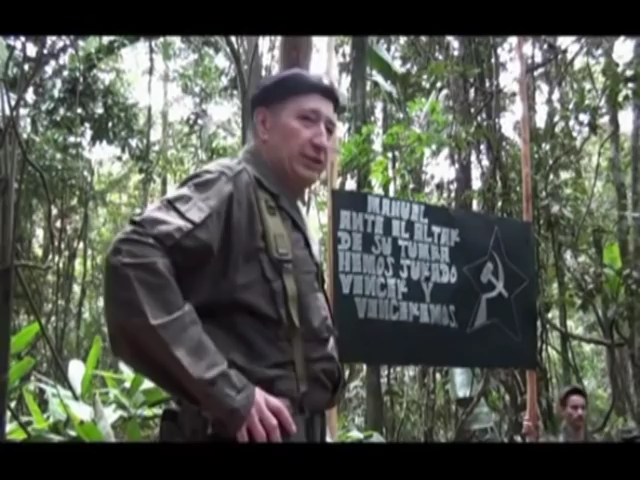 MANUEL
ANTE EL ALTAR
DE SU TUMBA
HEMOS JURADO
VENCER Y
VENCEREMOS